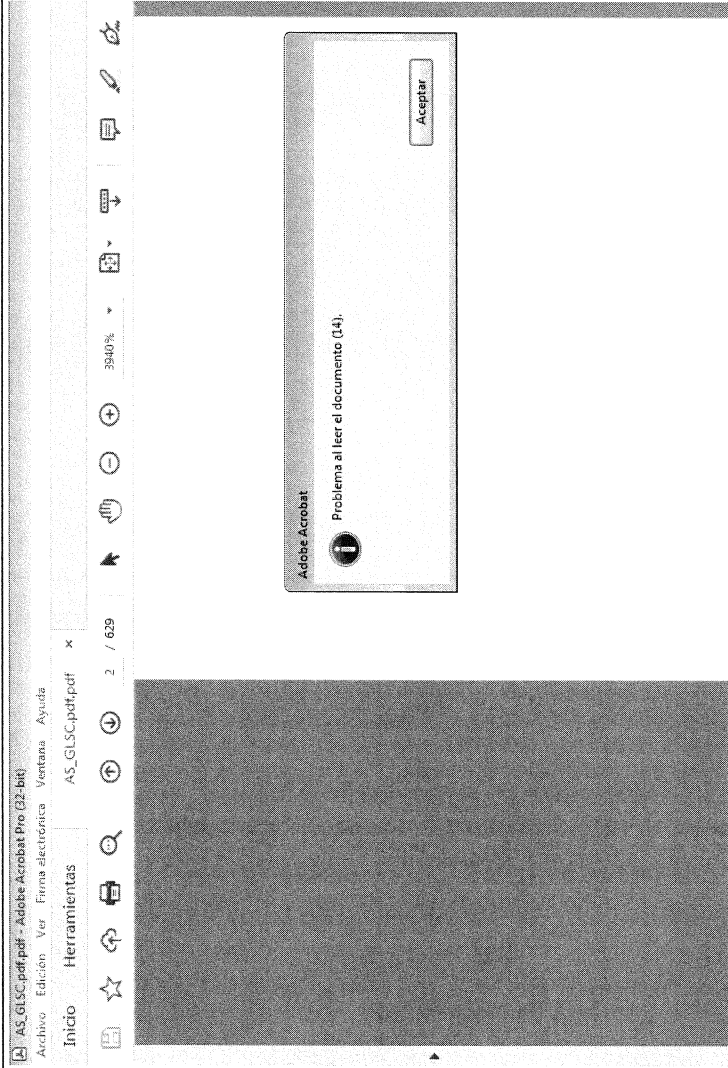 AS_GLSC.pdf.pdf - Adobe Acrobat Pro (32-bit)
Archivo Edición Ver Firma electrónica Ventana Ayuda
Inicio Herramientas AS_GLSC.pdf.pdf ×
2 / 629 3940%
Adobe Acrobat
Problema al leer el documento (14).
Aceptar